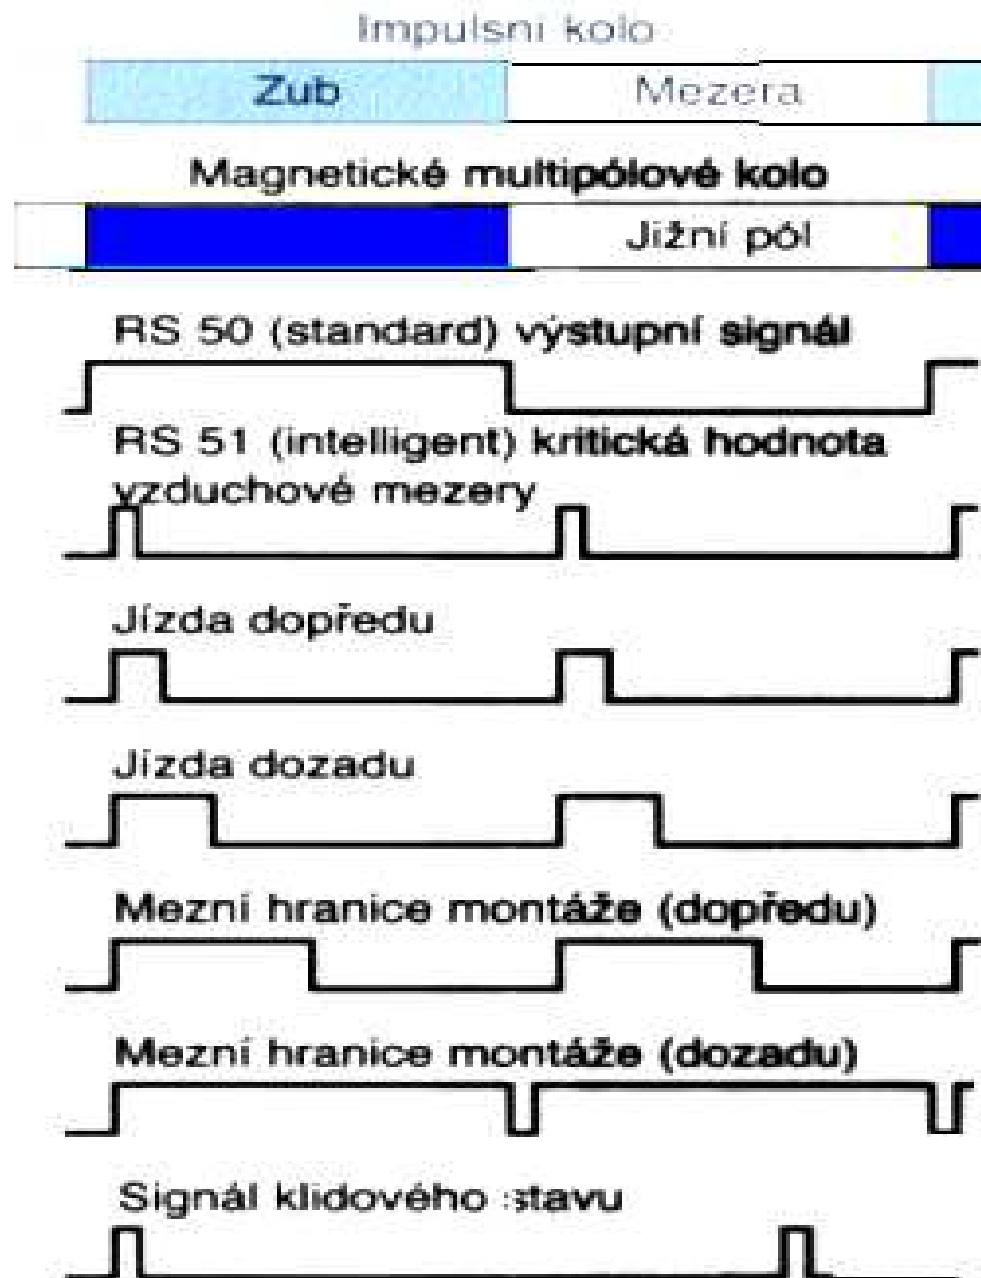 Impulsní kolo
Zub Mezera
Magnetické multipólové kolo
Jižní pól
RS 50 (standard) výstupní signál
RS 51 (intelligent) kritická hodnota
vzduchové mezery
Jízda dopředu
Jízda dozadu
Mezní hranice montáže (dopředu)
Mezní hranice montáže (dozadu)
Signál klidového stavu